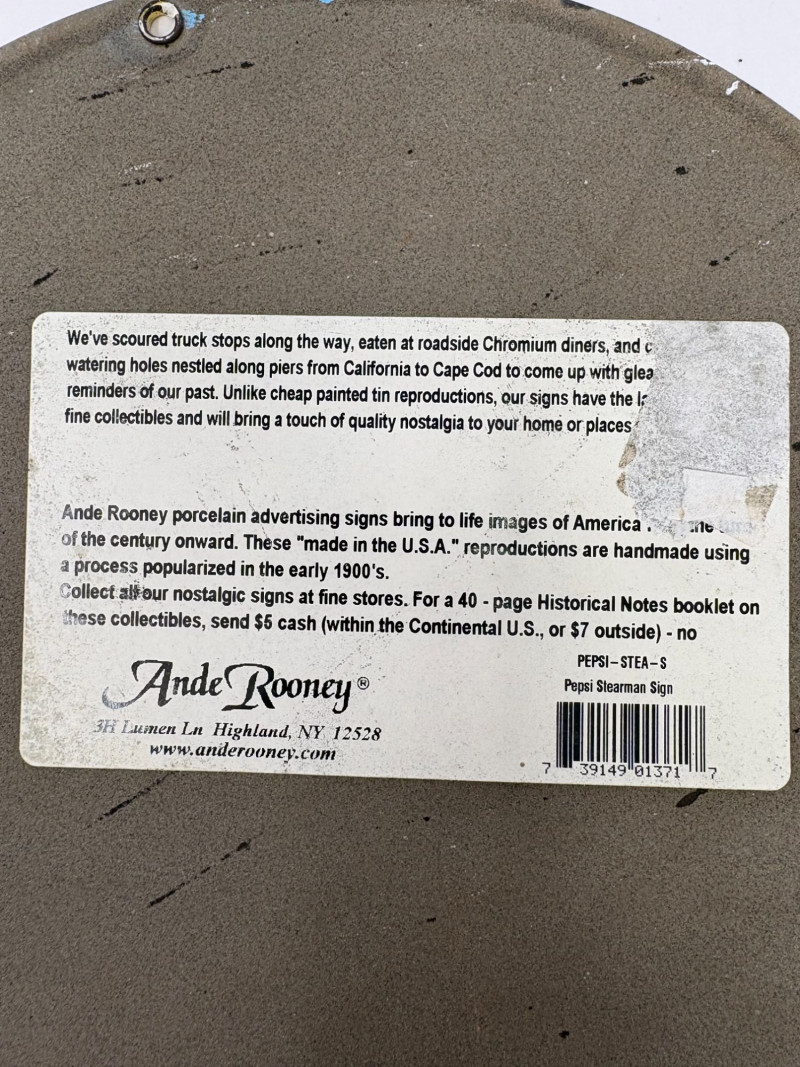 We've scoured truck stops along the way, eaten at roadside Chromium diners, and
watering holes nestled along piers from California to Cape Cod to come up with
reminders of our past. Unlike cheap painted tin reproductions, our signs have the
fine collectibles and will bring a touch of quality nostalgia to your home or places
Ande Rooney porcelain advertising signs bring to life images of America the turn
of the century onward. These "made in the U.S.A." reproductions are handmade using
a process popularized in the early 1900's.
Collect all our nostalgic signs at fine stores. For a 40 - page Historical Notes booklet on
these collectibles, send $5 cash (within the Continental U.S., or $7 outside) - no
PEPSI-STEA-S
Pepsi Stearman Sign
Ande Rooney®
3H Lumen Ln Highland, NY 12528
www.anderooney.com
7 39149 01371 7